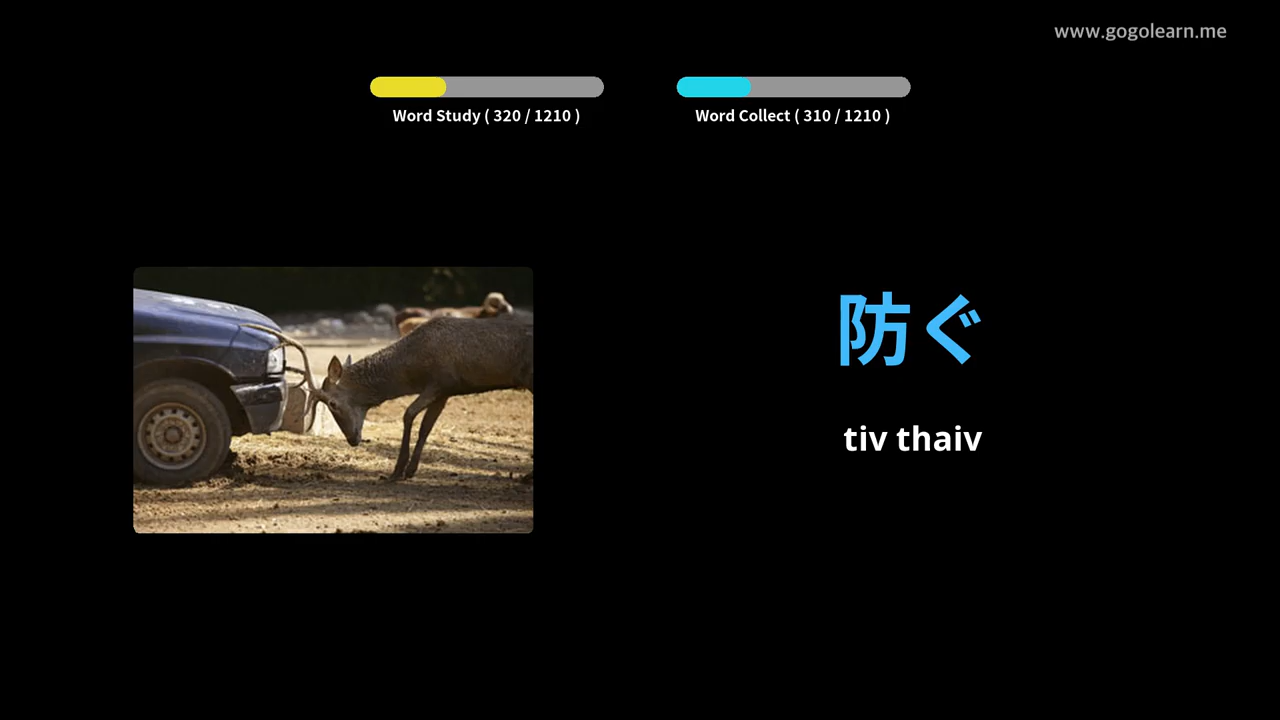 www.gogolearn.me
Word Study ( 320 / 1210 )
Word Collect ( 310 / 1210 )
防ぐ
tiv thaiv